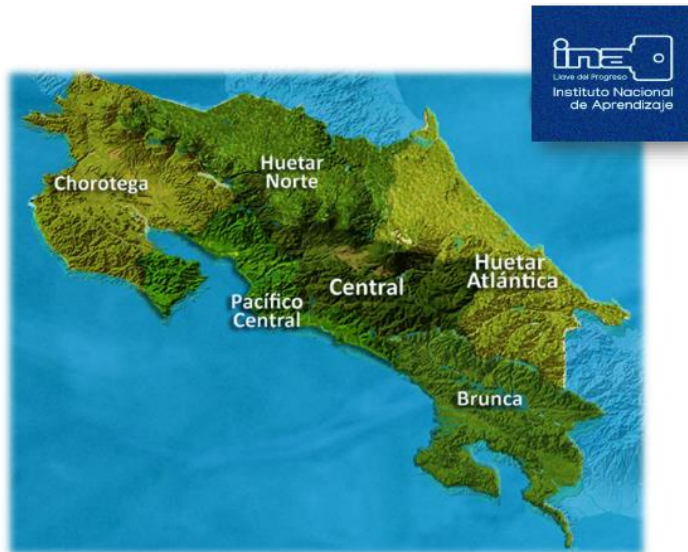 ina
Llave del Progreso
Instituto Nacional
de Aprendizaje
Huetar
Norte
Chorotega
Huetar
Atlántica
Central
Pacífico
Central
Brunca